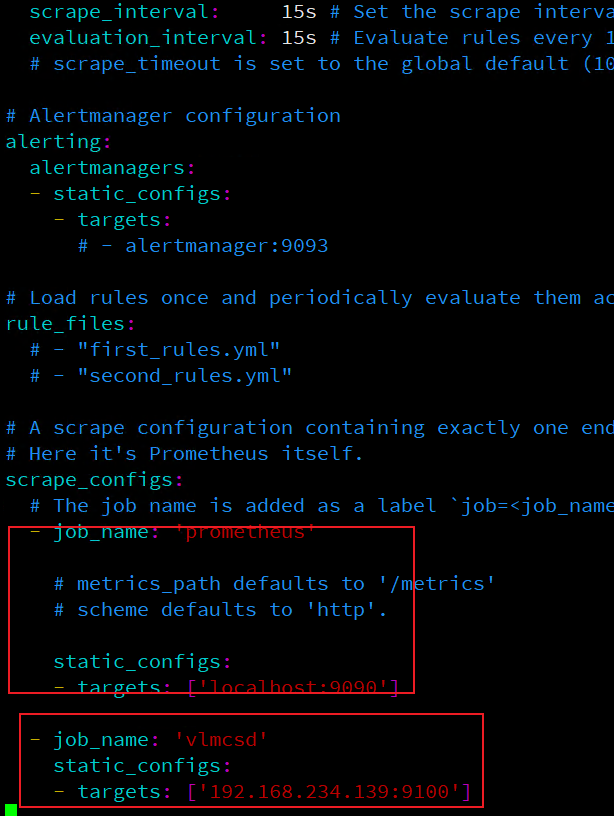 scrape_interval:     15s # Set the scrape interva
evaluation_interval: 15s # Evaluate rules every 1
# scrape_timeout is set to the global default (10
# Alertmanager configuration
alerting:
  alertmanagers:
  - static_configs:
    - targets:
      # - alertmanager:9093
# Load rules once and periodically evaluate them ac
rule_files:
  # - "first_rules.yml"
  # - "second_rules.yml"
# A scrape configuration containing exactly one end
# Here it's Prometheus itself.
scrape_configs:
  # The job name is added as a label `job=<job_name
  - job_name: 'prometheus'
    # metrics_path defaults to '/metrics'
    # scheme defaults to 'http'.
    static_configs:
    - targets: ['localhost:9090']
  - job_name: 'vlmcsd'
    static_configs:
    - targets: ['192.168.234.139:9100']